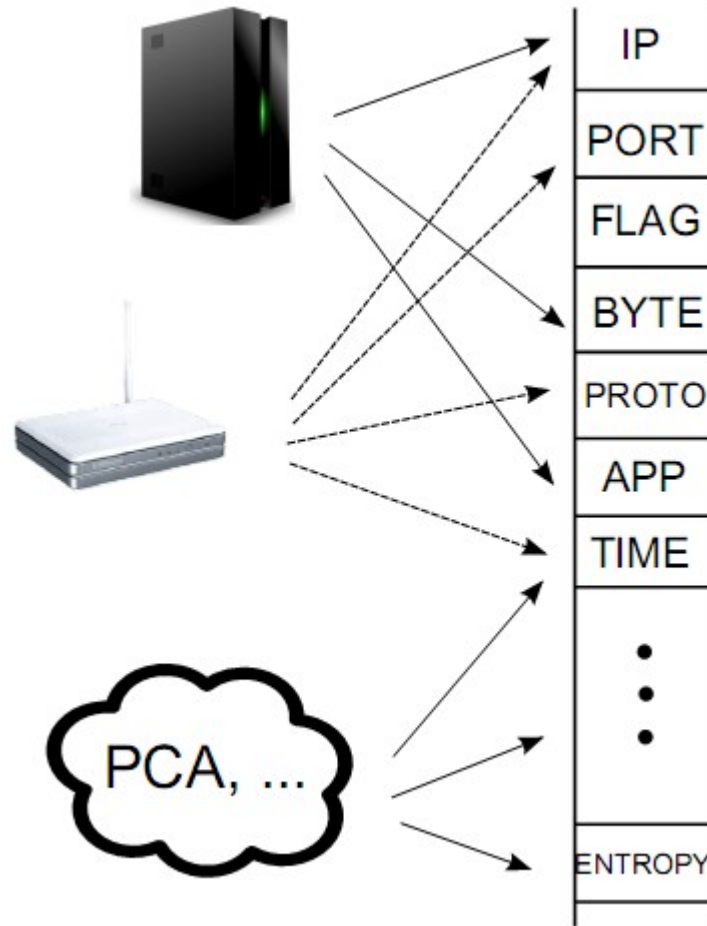 IP
PORT
FLAG
BYTE
PROTO
APP
TIME
PCA, ...
ENTROPY